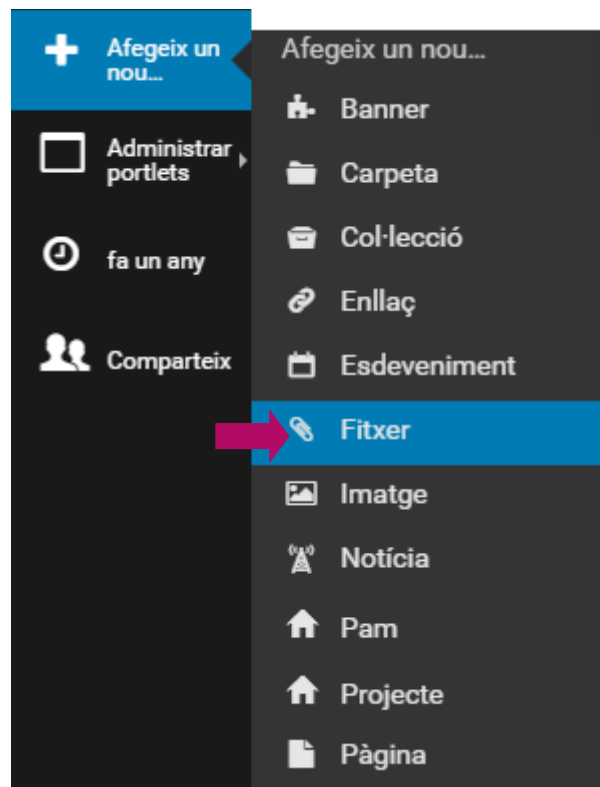 Afegeix un
nou...
Administrar
portlets
fa un any
Comparteix
Afegeix un nou...
Banner
Carpeta
Col·lecció
Enllaç
Esdeveniment
Fitxer
Imatge
Notícia
Pam
Projecte
Pàgina